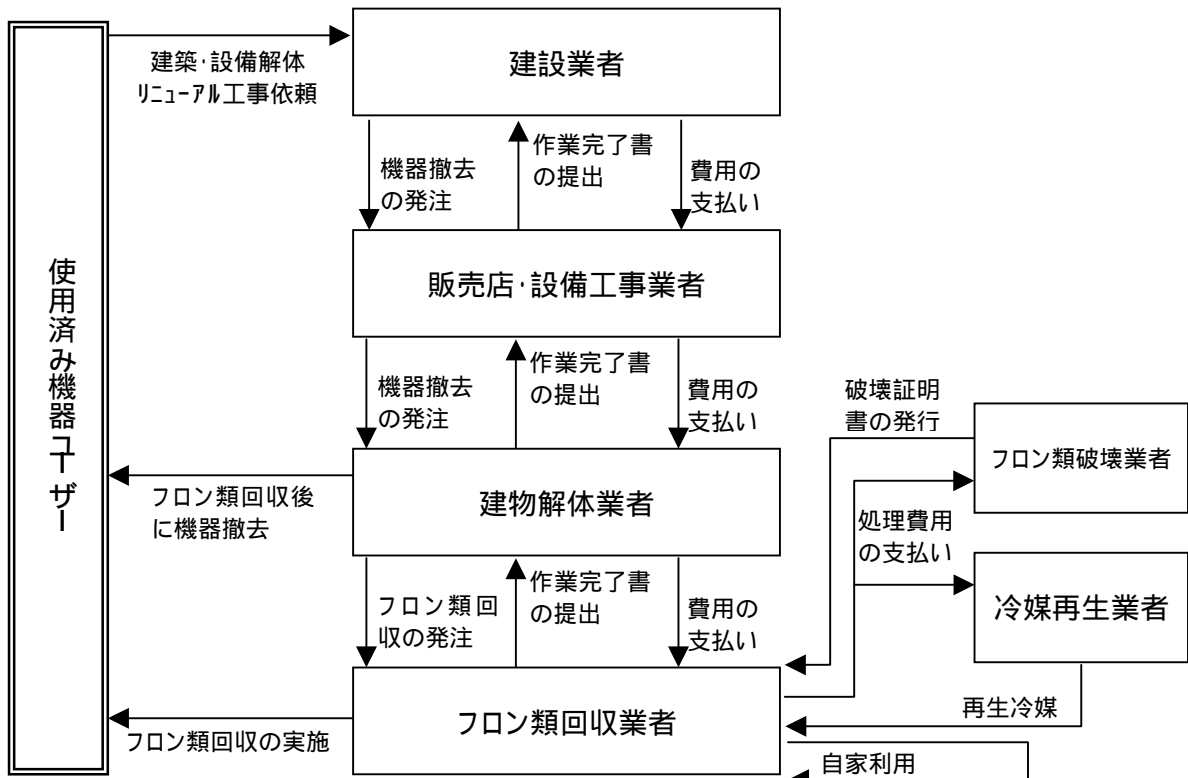 建設業者
建築･設備解体
ﾘﾆｭｰｱﾙ工事依頼
機器撤去
の発注
作業完了書
の提出
費用の
支払い
使用済み機器ユーザー
販売店･設備工事業者
機器撤去
の発注
作業完了書
の提出
費用の
支払い
破壊証明
書の発行
フロン類破壊業者
建物解体業者
フロン類回収後
に機器撤去
処理費用
の支払い
フロン類回
収の発注
作業完了書
の提出
費用の
支払い
冷媒再生業者
フロン類回収業者
フロン類回収の実施
再生冷媒
自家利用